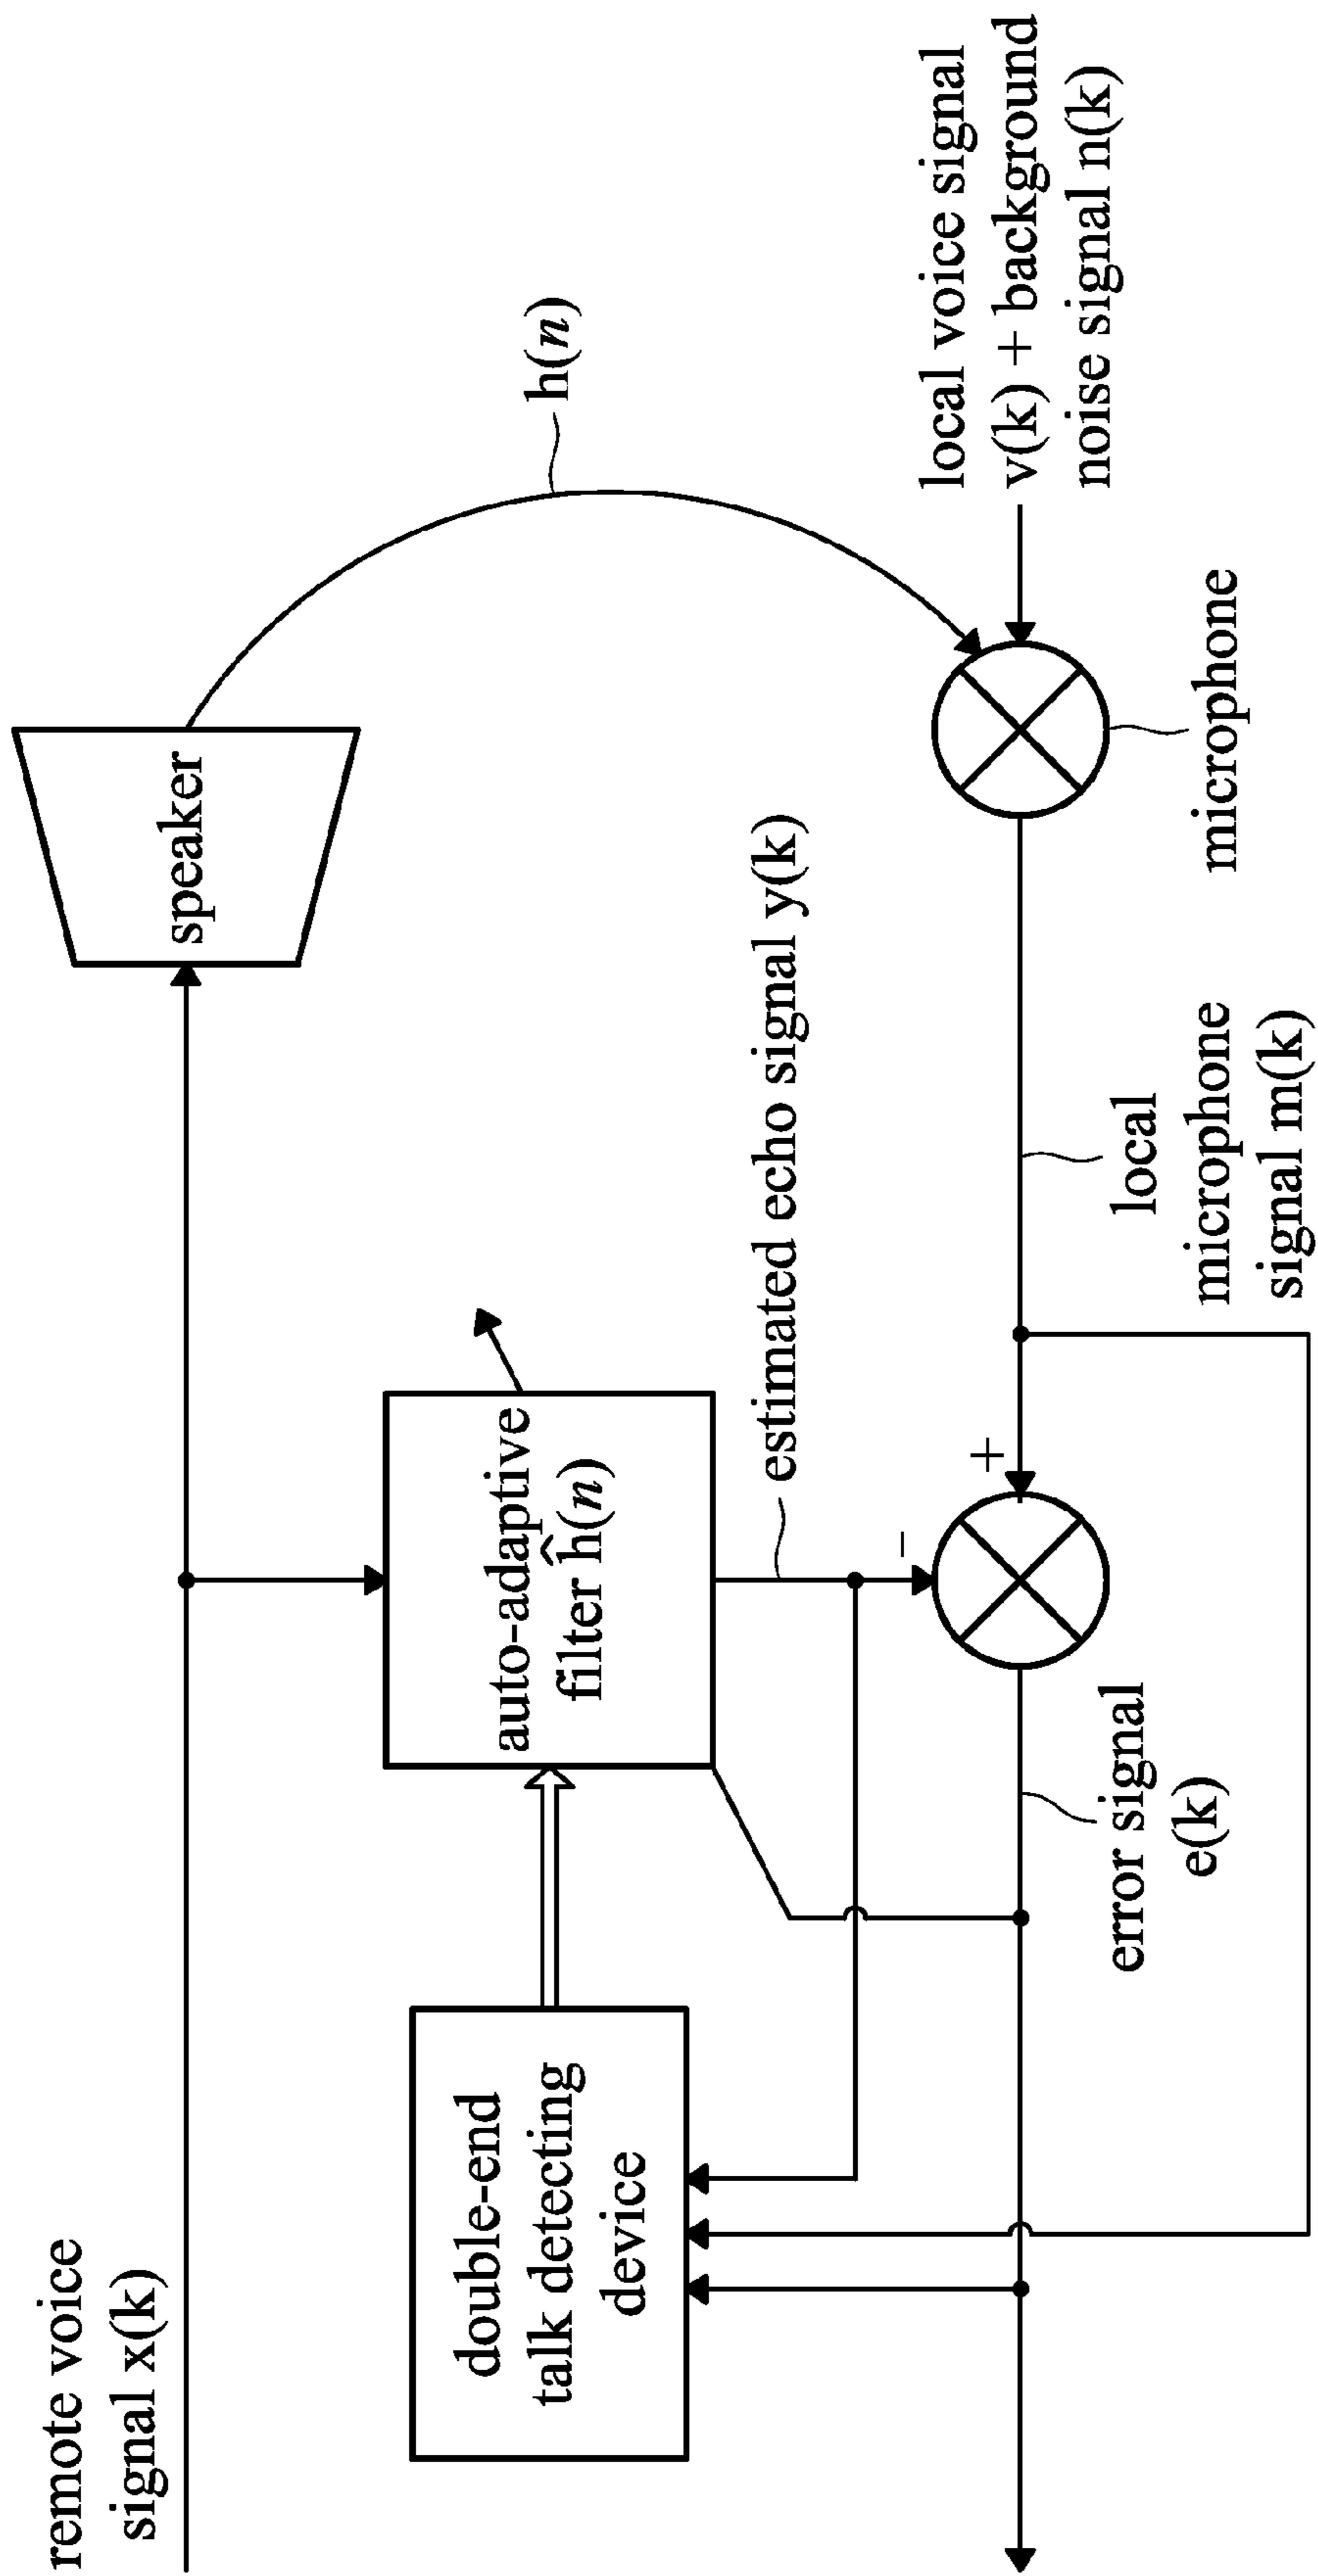 remote voice
signal x(k)
speaker
h(n)
auto-adaptive
filter ĥ(n)
double-end
talk detecting
device
estimated echo signal y(k)
-
+
local voice signal
v(k) + background
noise signal n(k)
microphone
local
microphone
signal m(k)
error signal
e(k)